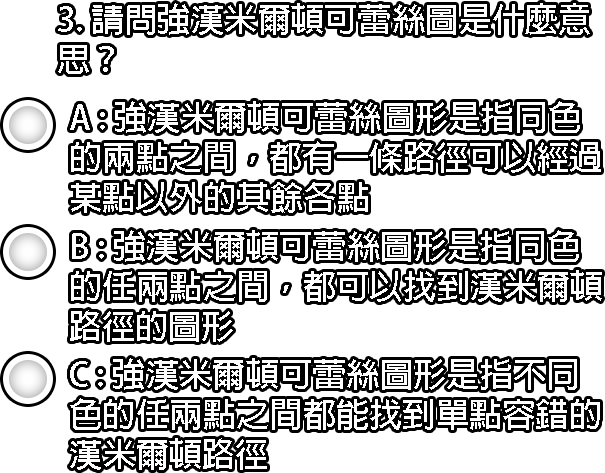 3. 請問強漢米爾頓可蕾絲圖是什麼意
思？
A : 強漢米爾頓可蕾絲圖形是指同色
的兩點之間，都有一條路徑可以經過
某點以外的其餘各點
B : 強漢米爾頓可蕾絲圖形是指同色
的任兩點之間，都可以找到漢米爾頓
路徑的圖形
C : 強漢米爾頓可蕾絲圖形是指不同
色的任兩點之間都能找到單點容錯的
漢米爾頓路徑